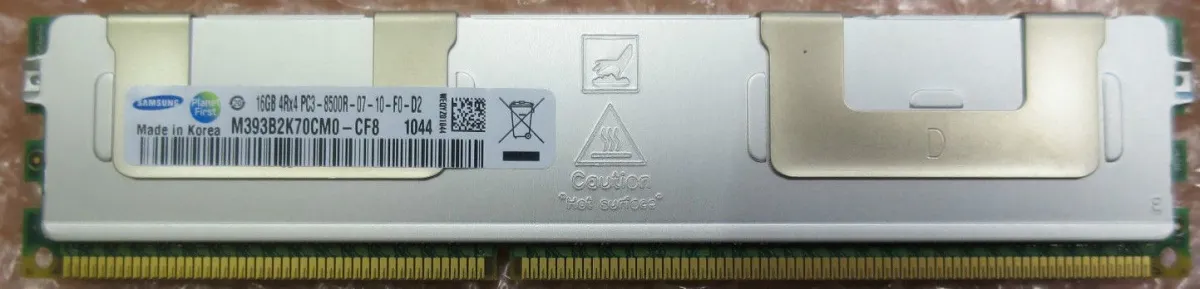 SAMSUNG
Planet First
16GB 4Rx4 PC3-8500R-07-10-F0-D2
Made in Korea
M393B2K70CM0-CF8 1044
Caution
"Hot surface"
D
E